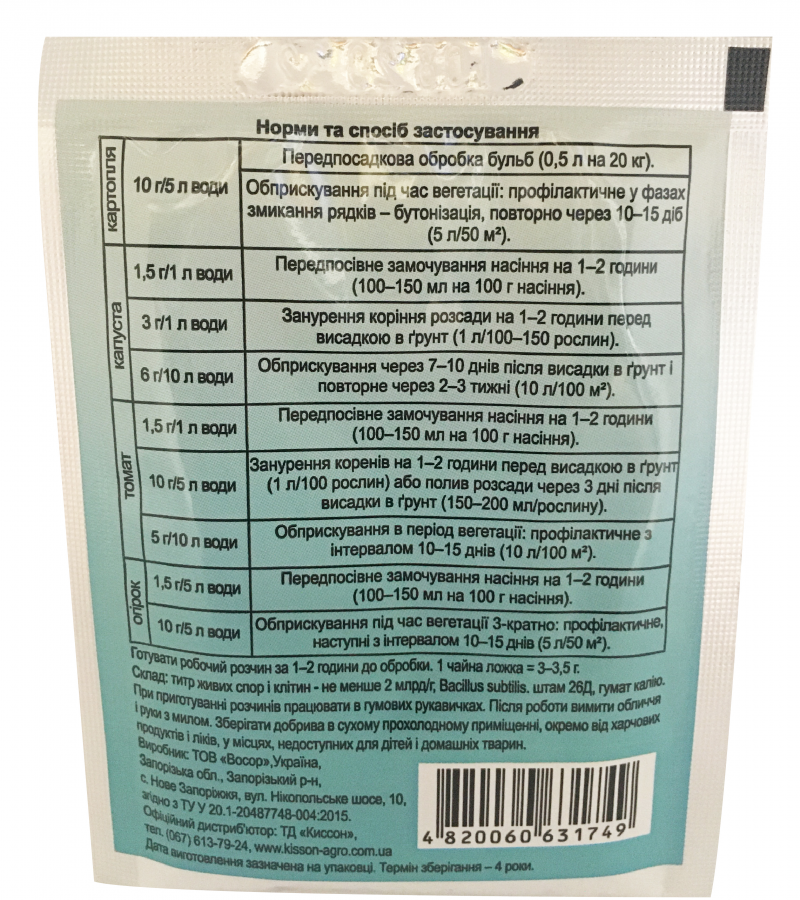 Норми та спосіб застосування
картопля
10 г/5 л води
Передпосадкова обробка бульб (0,5 л на 20 кг).
Обприскування під час вегетації: профілактичне у фазах
змикання рядків – бутонізація, повторно через 10–15 діб
(5 л/50 м²).
капуста
1,5 г/1 л води
Передпосівне замочування насіння на 1–2 години
(100–150 мл на 100 г насіння).
3 г/1 л води
Занурення коріння розсади на 1–2 години перед
висадкою в ґрунт (1 л/100–150 рослин).
6 г/10 л води
Обприскування через 7–10 днів після висадки в ґрунт і
повторне через 2–3 тижні (10 л/100 м²).
томат
1,5 г/1 л води
Передпосівне замочування насіння на 1–2 години
(100–150 мл на 100 г насіння).
10 г/5 л води
Занурення коренів на 1–2 години перед висадкою в ґрунт
(1 л/100 рослин) або полив розсади через 3 дні після
висадки в ґрунт (150–200 мл/рослину).
5 г/10 л води
Обприскування в період вегетації: профілактичне з
інтервалом 10–15 днів (10 л/100 м²).
огірок
1,5 г/5 л води
Передпосівне замочування насіння на 1–2 години
(100–150 мл на 100 г насіння).
10 г/5 л води
Обприскування під час вегетації 3-кратно: профілактичне,
наступні з інтервалом 10–15 днів (5 л/50 м²).
Готувати робочий розчин за 1–2 години до обробки. 1 чайна ложка = 3–3,5 г.
Склад: титр живих спор і клітин - не менше 2 млрд/г, Bacillus subtilis. штам 26Д, гумат калію.
При приготуванні розчинів працювати в гумових рукавичках. Після роботи вимити обличчя
і руки з милом. Зберігати добрива в сухому прохолодному приміщенні, окремо від харчових
продуктів і ліків, у місцях, недоступних для дітей і домашніх тварин.
Виробник: ТОВ «Восор»,Україна,
Запорізька обл., Запорізький р-н,
с. Нове Запоріюжя, вул. Нікопольське шосе, 10,
згідно з ТУ У 20.1-20487748-004:2015.
Офіційний дистриб'ютор: ТД «Киссон»,
тел. (067) 613-79-24, www.kisson-agro.com.ua
Дата виготовлення зазначена на упаковці. Термін зберігання – 4 роки.
4 820060 631749